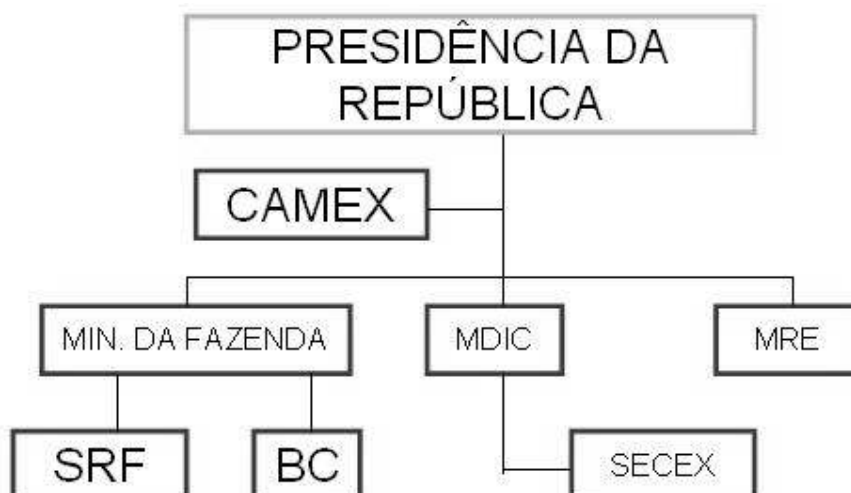 PRESIDÊNCIA DA
REPÚBLICA
CAMEX
MIN. DA FAZENDA
MDIC
MRE
SRF
BC
SECEX